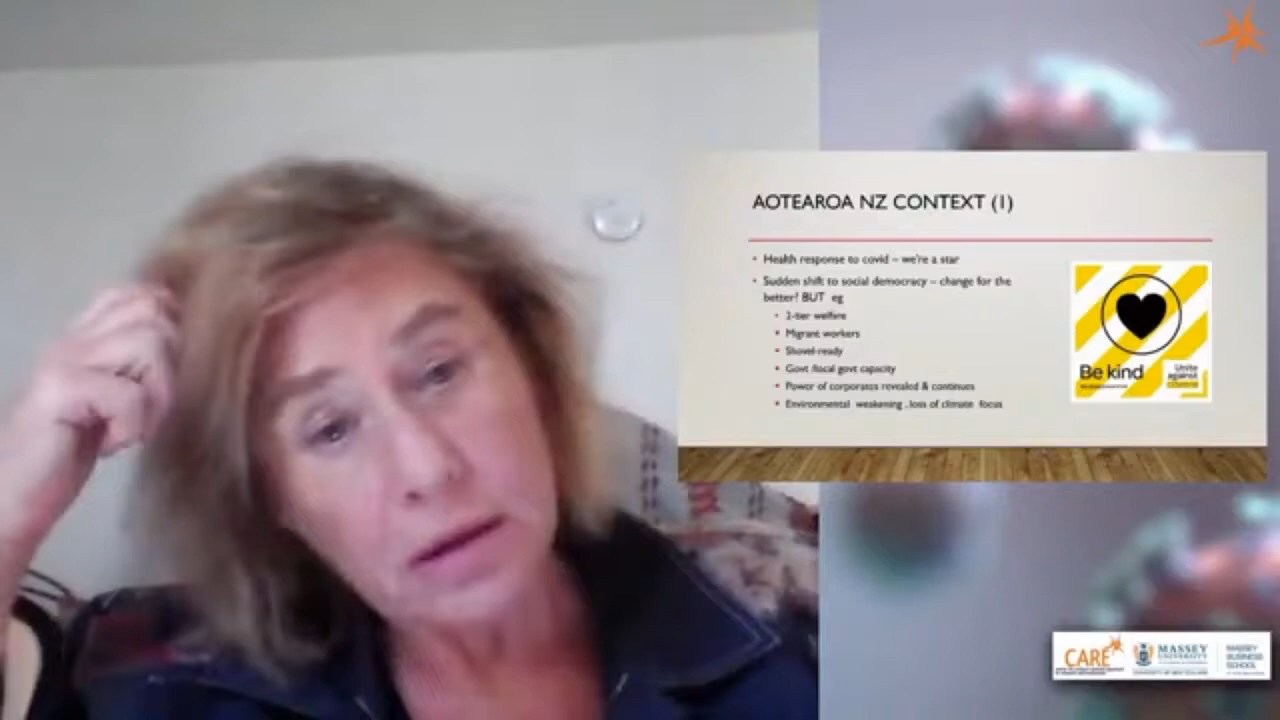 AOTEAROA NZ CONTEXT (1)
• Health response to covid – we're a star
• Sudden shift to social democracy – change for the
better? BUT eg
• 2-tier welfare
• Migrant workers
• Shovel-ready
• Govt /local govt capacity
• Power of corporates revealed & continues
• Environmental weakening , loss of climate focus
Be kind
Unite
against
CARE
MASSEY
UNIVERSITY
MASSEY
BUSINESS
SCHOOL